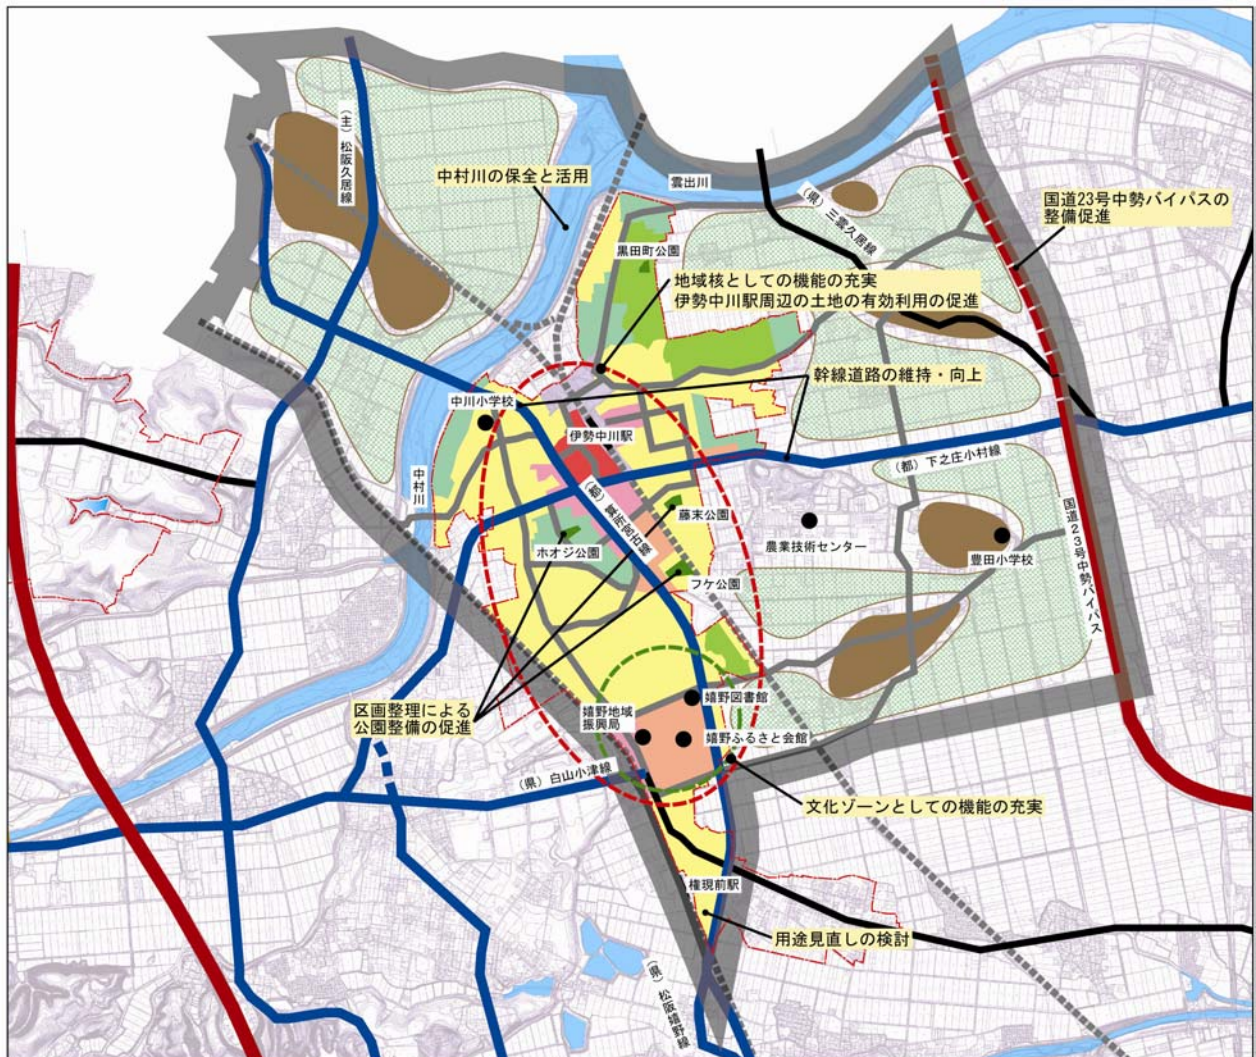 (主)松阪久居線
中村川の保全と活用
雲出川
(県)三雲久居線
国道23号中勢バイパスの
整備促進
黒田町公園
地域核としての機能の充実
伊勢中川駅周辺の土地の有効利用の促進
幹線道路の維持・向上
中川小学校
伊勢中川駅
(都)下之庄小村線
中村川
(都)貝所宮古線
藤末公園
農業技術センター
豊田小学校
国道23号中勢バイパス
ホオジ公園
フケ公園
区画整理による
公園整備の促進
嬉野図書館
嬉野地域
振興局
嬉野ふるさと会館
(県)白山小津線
文化ゾーンとしての機能の充実
権現前駅
用途見直しの検討
(県)松阪嬉野線